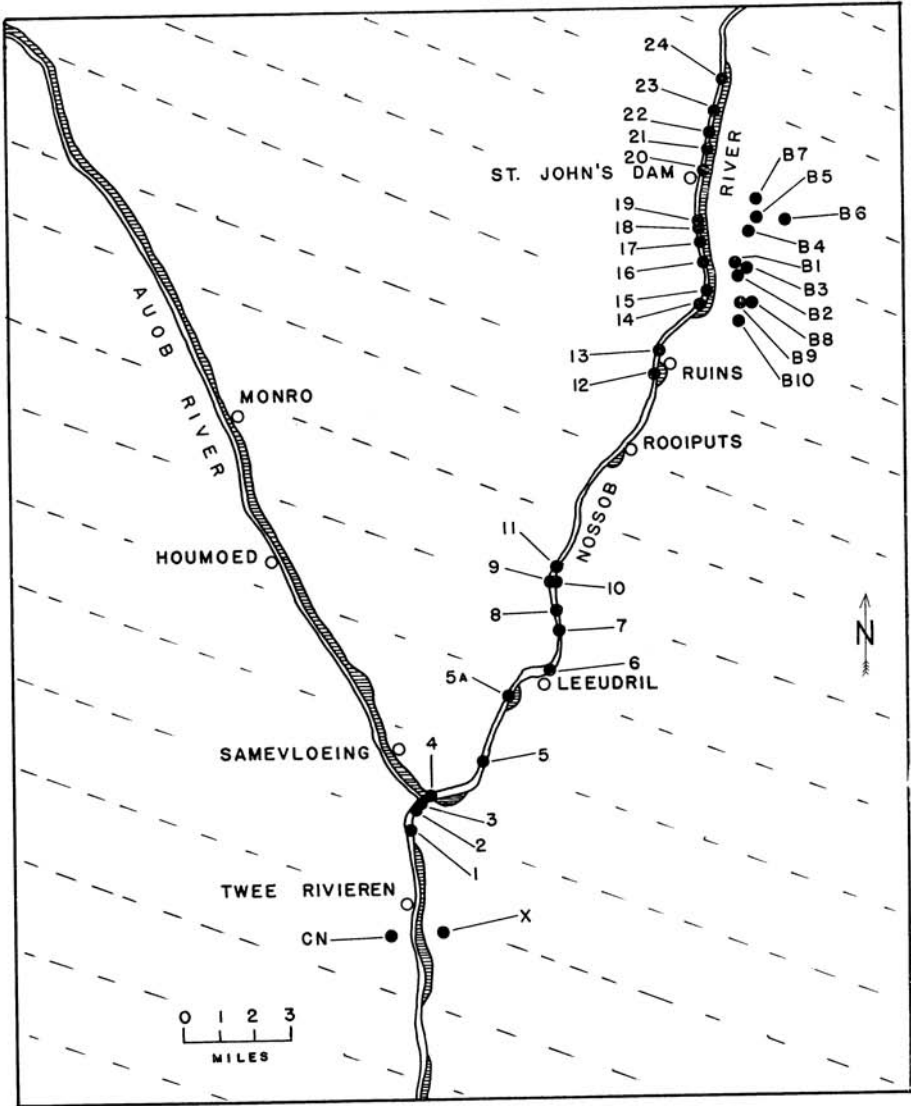 24
23
22
21
20
ST. JOHN'S DAM
RIVER
B7
B5
B6
B4
19
18
17
16
B1
B3
B2
15
14
B8
B9
B10
13
12
RUINS
AUOB RIVER
MONRO
ROOIPUTS
NOSSOB
HOUMOED
11
9
10
8
7
N
6
5A
LEEUDRIL
SAMEVLOEING
4
5
3
2
1
TWEE RIVIEREN
X
CN
0 1 2 3
MILES